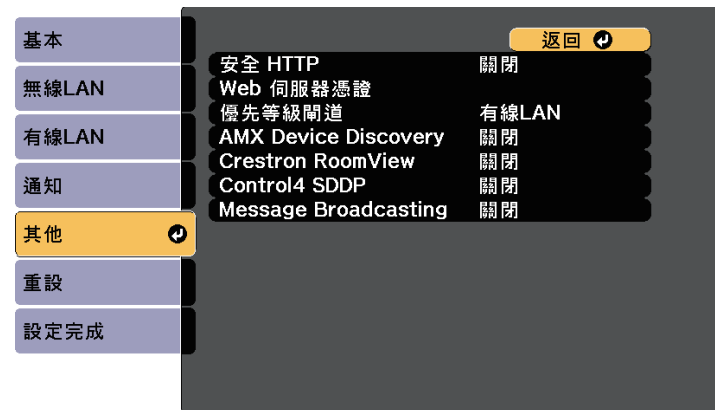 基本
無線LAN
有線LAN
通知
其他
重設
設定完成
返回
安全 HTTP 關閉
Web 伺服器憑證
優先等級閘道 有線LAN
AMX Device Discovery 關閉
Crestron RoomView 關閉
Control4 SDDP 關閉
Message Broadcasting 關閉